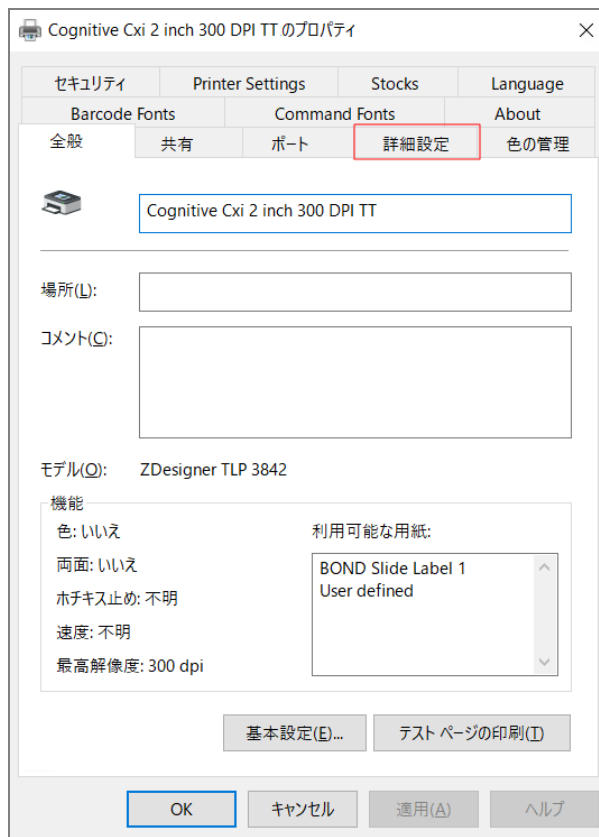 Cognitive Cxi 2 inch 300 DPI TT のプロパティ
セキュリティ Printer Settings Stocks Language
Barcode Fonts Command Fonts About
全般 共有 ポート 詳細設定 色の管理
Cognitive Cxi 2 inch 300 DPI TT
場所(L):
コメント(C):
モデル(O): ZDesigner TLP 3842
機能
色: いいえ 利用可能な用紙:
両面: いいえ BOND Slide Label 1
User defined
ホチキス止め: 不明
速度: 不明
最高解像度: 300 dpi
基本設定(E)... テスト ページの印刷(T)
OK キャンセル 適用(A) ヘルプ